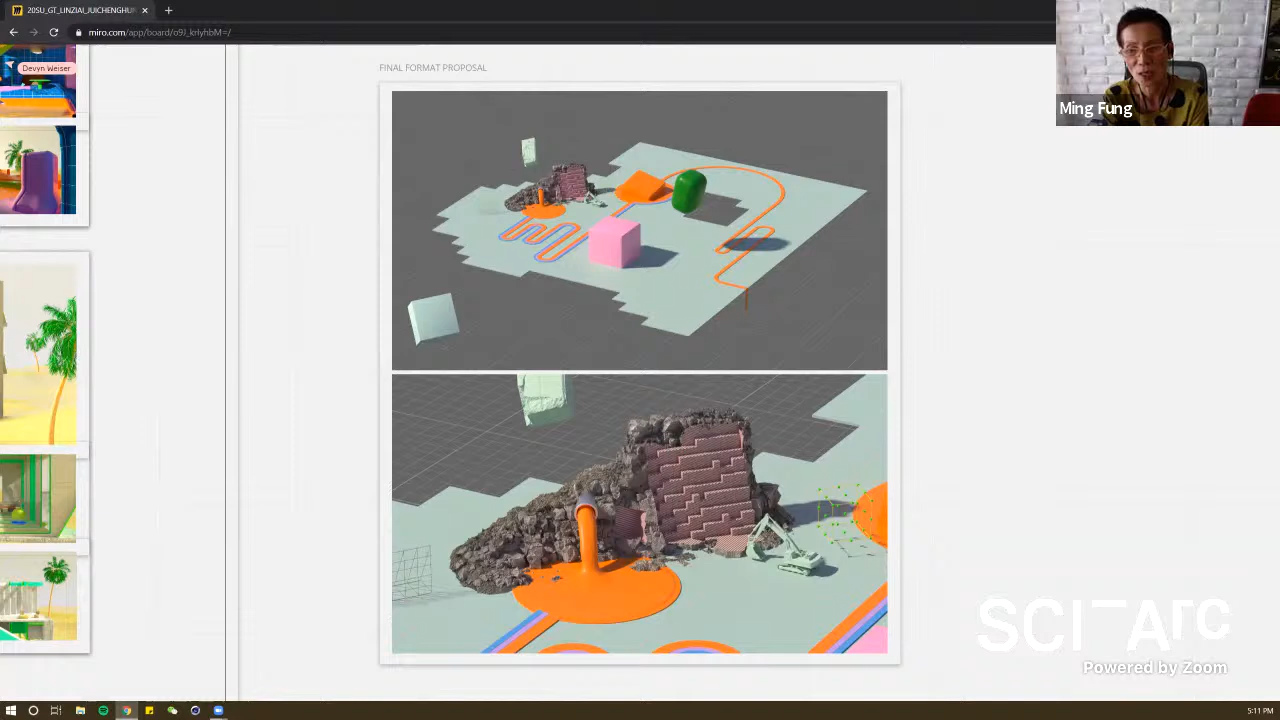 20SU_GT_LINZIAI_JUICHENGHUN
miro.com/app/board/o9J_kriyhbM=/
Devyn Weiser
FINAL FORMAT PROPOSAL
Ming Fung
SCI Arc
Powered by Zoom
5:11 PM